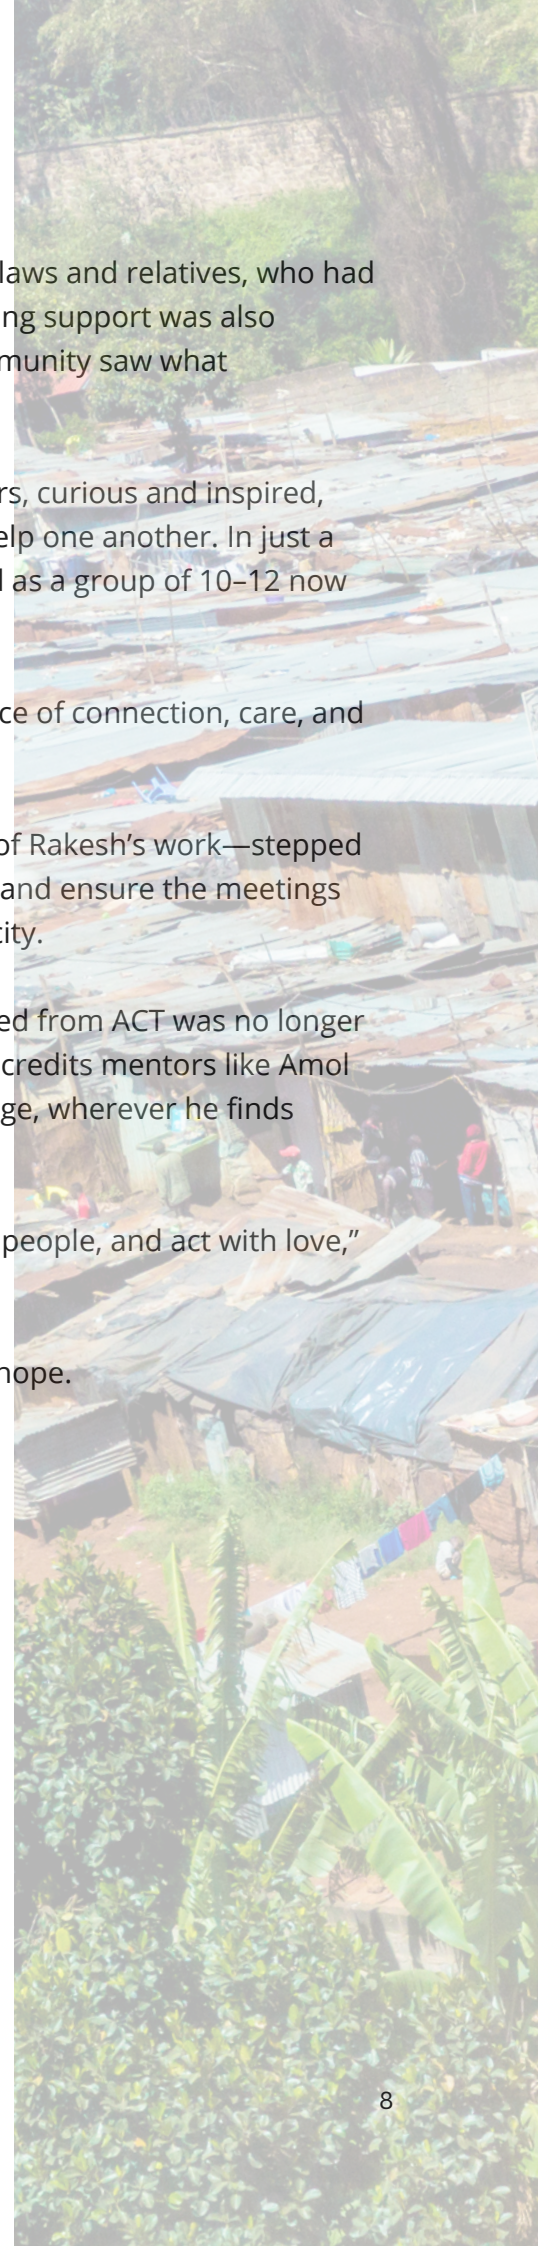 laws and relatives, who had
ng support was also
munity saw what
rs, curious and inspired,
elp one another. In just a
l as a group of 10–12 now
ce of connection, care, and
of Rakesh’s work—stepped
and ensure the meetings
city.
ed from ACT was no longer
credits mentors like Amol
ge, wherever he finds
people, and act with love,”
hope.
8